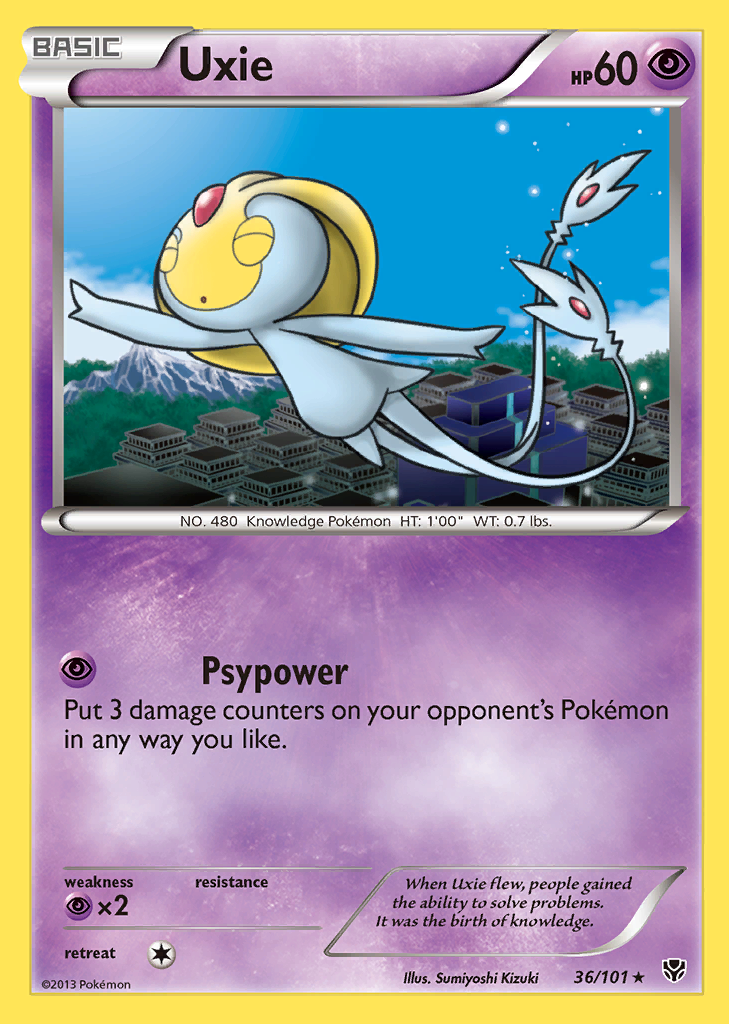 BASIC
Uxie
HP60
NO. 480 Knowledge Pokémon HT: 1'00" WT: 0.7 lbs.
Psypower
Put 3 damage counters on your opponent's Pokémon
in any way you like.
weakness
resistance
×2
When Uxie flew, people gained
the ability to solve problems.
It was the birth of knowledge.
retreat
©2013 Pokémon
Illus. Sumiyoshi Kizuki
36/101 ★